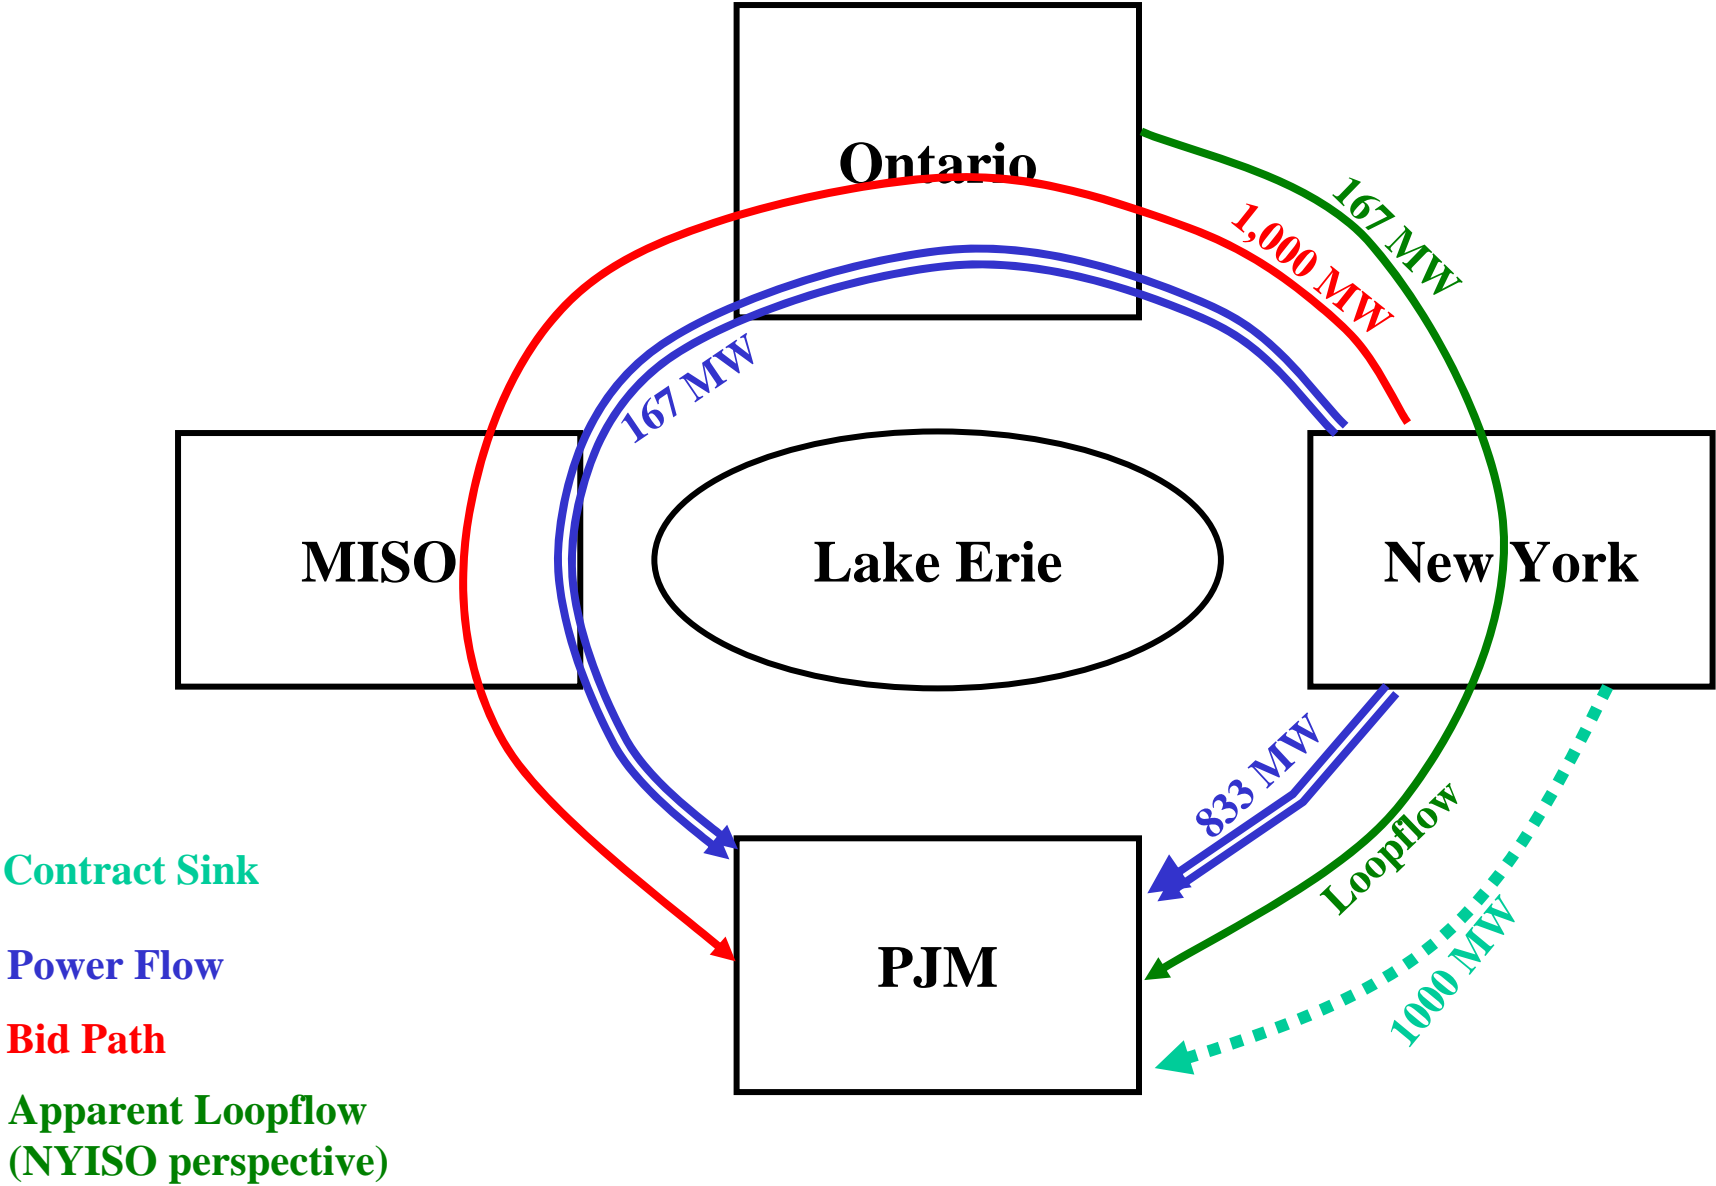 Ontario
167 MW
1,000 MW
167 MW
MISO
Lake Erie
New York
833 MW
Loopflow
1000 MW
PJM
Contract Sink
Power Flow
Bid Path
Apparent Loopflow
(NYISO perspective)